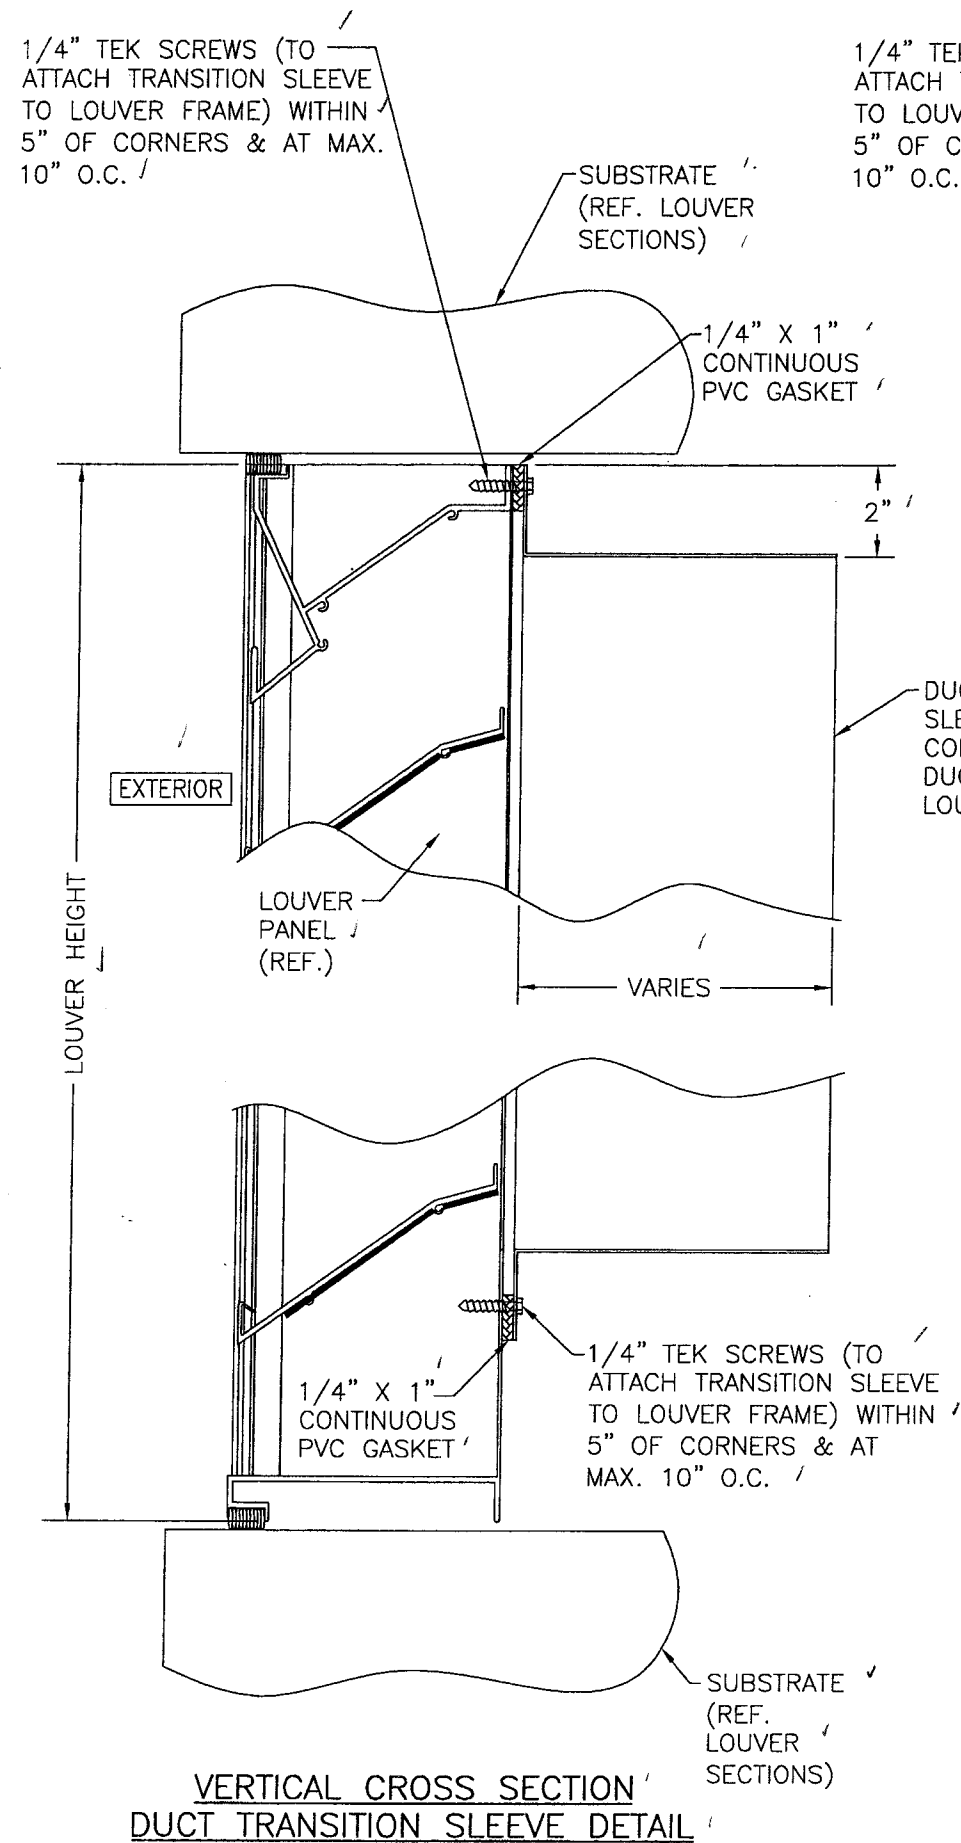 1/4" TEK SCREWS (TO
ATTACH TRANSITION SLEEVE
TO LOUVER FRAME) WITHIN
5" OF CORNERS & AT MAX.
10" O.C.
1/4" TEK
ATTACH
TO LOUV
5" OF C
10" O.C.
SUBSTRATE
(REF. LOUVER
SECTIONS)
1/4" X 1"
CONTINUOUS
PVC GASKET
2"
EXTERIOR
LOUVER HEIGHT
LOUVER
PANEL
(REF.)
VARIES
1/4" X 1"
CONTINUOUS
PVC GASKET
1/4" TEK SCREWS (TO
ATTACH TRANSITION SLEEVE
TO LOUVER FRAME) WITHIN
5" OF CORNERS & AT
MAX. 10" O.C.
SUBSTRATE
(REF.
LOUVER
SECTIONS)
VERTICAL CROSS SECTION
DUCT TRANSITION SLEEVE DETAIL